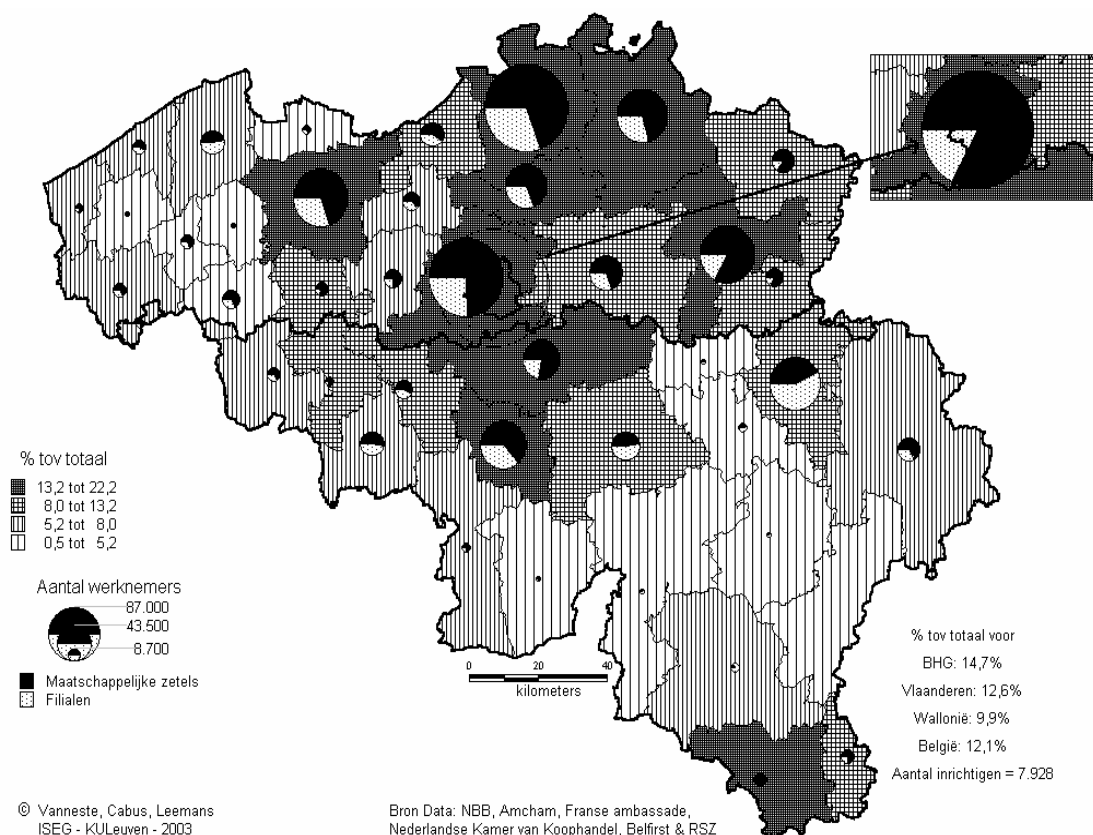 % tov totaal
13,2 tot 22,2
8,0 tot 13,2
5,2 tot 8,0
0,5 tot 5,2
Aantal werknemers
87.000
43.500
8.700
Maatschappelijke zetels
Filialen
0 20 40
kilometers
% tov totaal voor
BHG: 14,7%
Vlaanderen: 12,6%
Wallonië: 9,9%
België: 12,1%
Aantal inrichtigen = 7.928
© Vanneste, Cabus, Leemans
ISEG - KULeuven - 2003
Bron Data: NBB, Amcham, Franse ambassade,
Nederlandse Kamer van Koophandel, Belfirst & RSZ